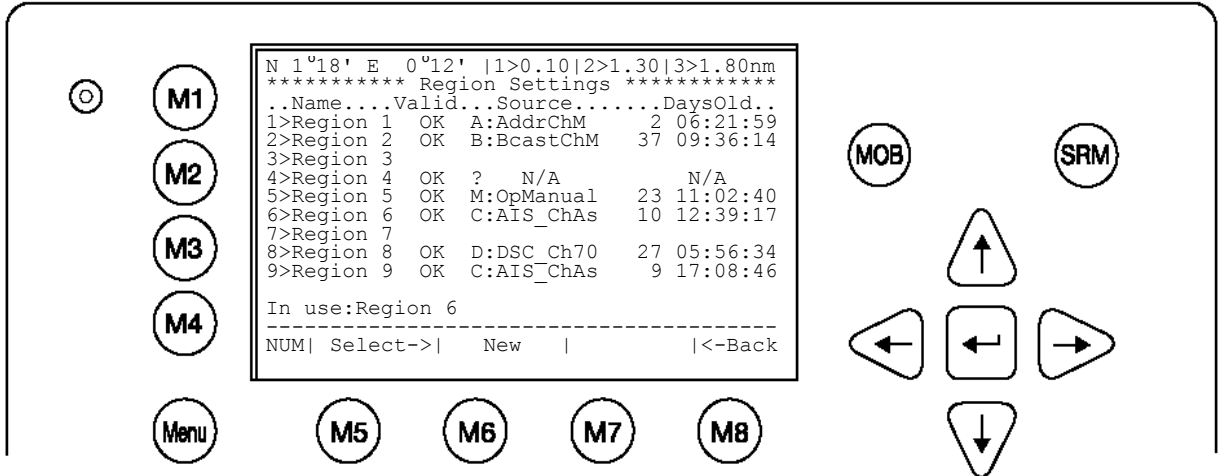 N 1°18' E  0°12' |1>0.10|2>1.30|3>1.80nm
*********** Region Settings ************
..Name....Valid...Source.......DaysOld..
1>Region 1  OK  A:AddrChM    2 06:21:59
2>Region 2  OK  B:BcastChM  37 09:36:14
3>Region 3
4>Region 4  OK  ?  N/A          N/A
5>Region 5  OK  M:OpManual  23 11:02:40
6>Region 6  OK  C:AIS_ChAs  10 12:39:17
7>Region 7
8>Region 8  OK  D:DSC_Ch70  27 05:56:34
9>Region 9  OK  C:AIS_ChAs   9 17:08:46
In use:Region 6
----------------------------------------
NUM| Select->|   New   |         |<-Back
M1
M2
M3
M4
Menu
M5
M6
M7
M8
MOB
SRM